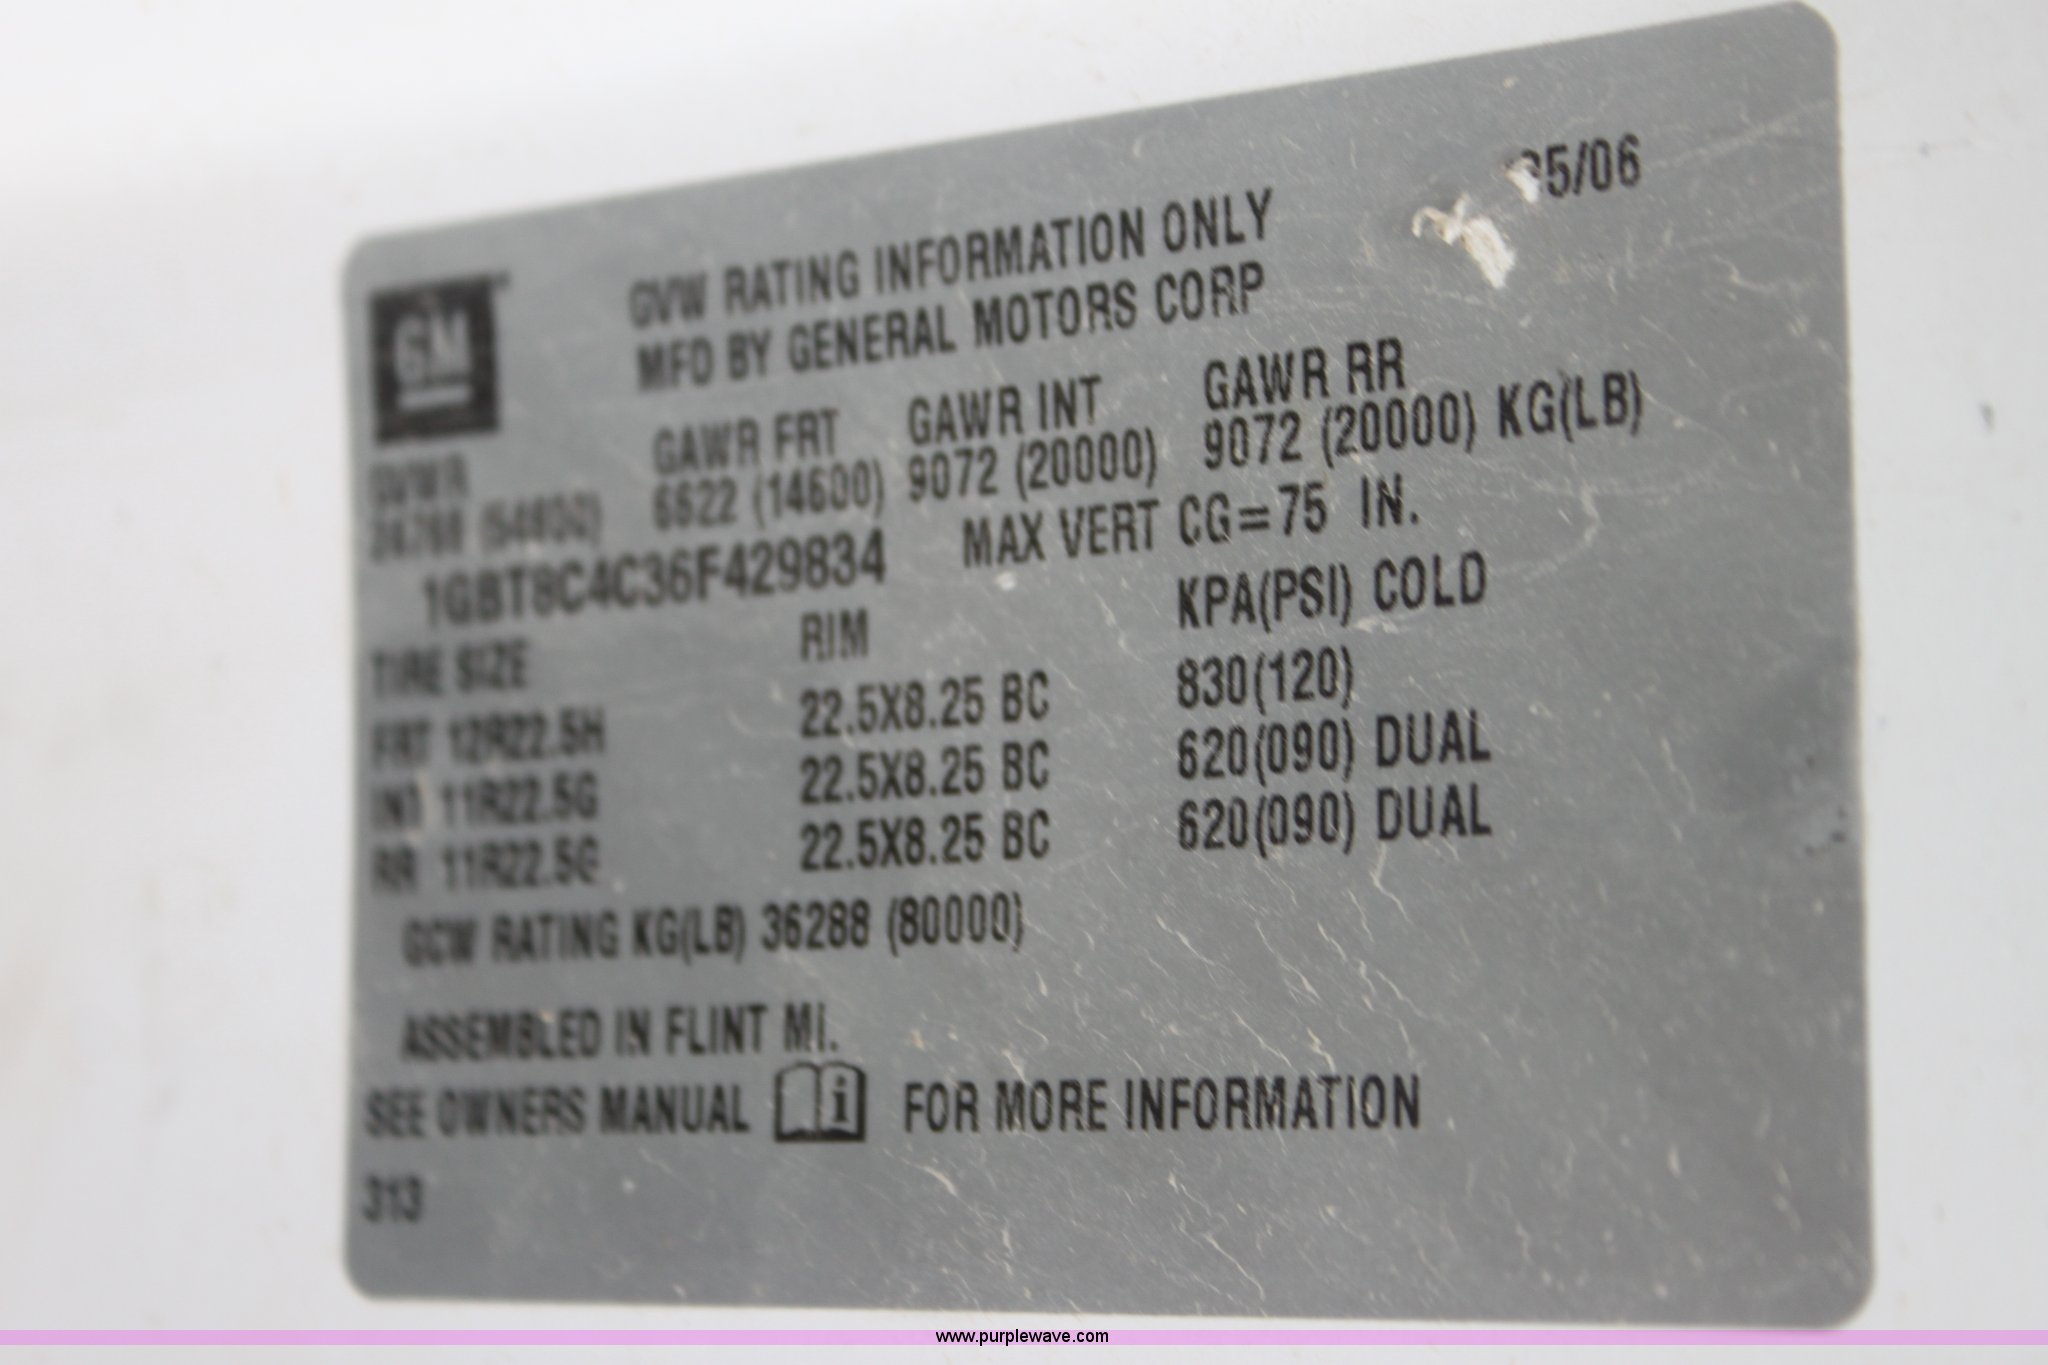 05/06
GM
GVW RATING INFORMATION ONLY
MFD BY GENERAL MOTORS CORP
GVWR GAWR FRT GAWR INT GAWR RR
(54600) 6622 (14600) 9072 (20000) 9072 (20000) KG(LB)
1GBT8C4C36F429834 MAX VERT CG=75 IN.
TIRE SIZE RIM KPA(PSI) COLD
FRT 12R22.5H 22.5X8.25 BC 830(120)
INT 11R22.5G 22.5X8.25 BC 620(090) DUAL
RR 11R22.5G 22.5X8.25 BC 620(090) DUAL
GCW RATING KG(LB) 36288 (80000)
ASSEMBLED IN FLINT MI.
SEE OWNERS MANUAL i FOR MORE INFORMATION
313
www.purplewave.com